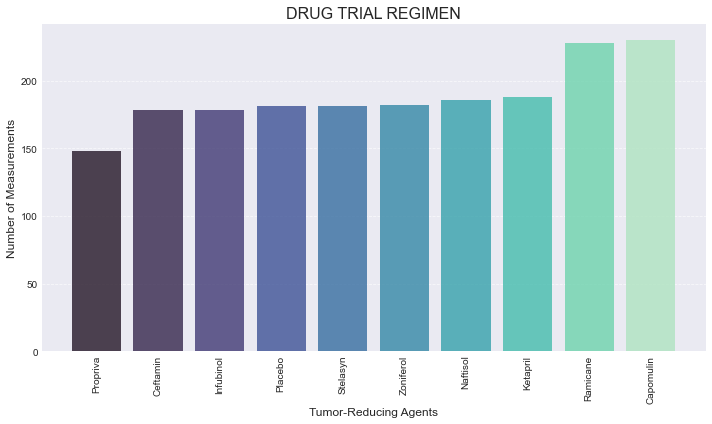 DRUG TRIAL REGIMEN
Number of Measurements
200
150
100
50
0
Propriva
Ceftamin
Infubinol
Placebo
Stelasyn
Zoniferol
Naftisol
Ketapril
Ramicane
Capomulin
Tumor-Reducing Agents